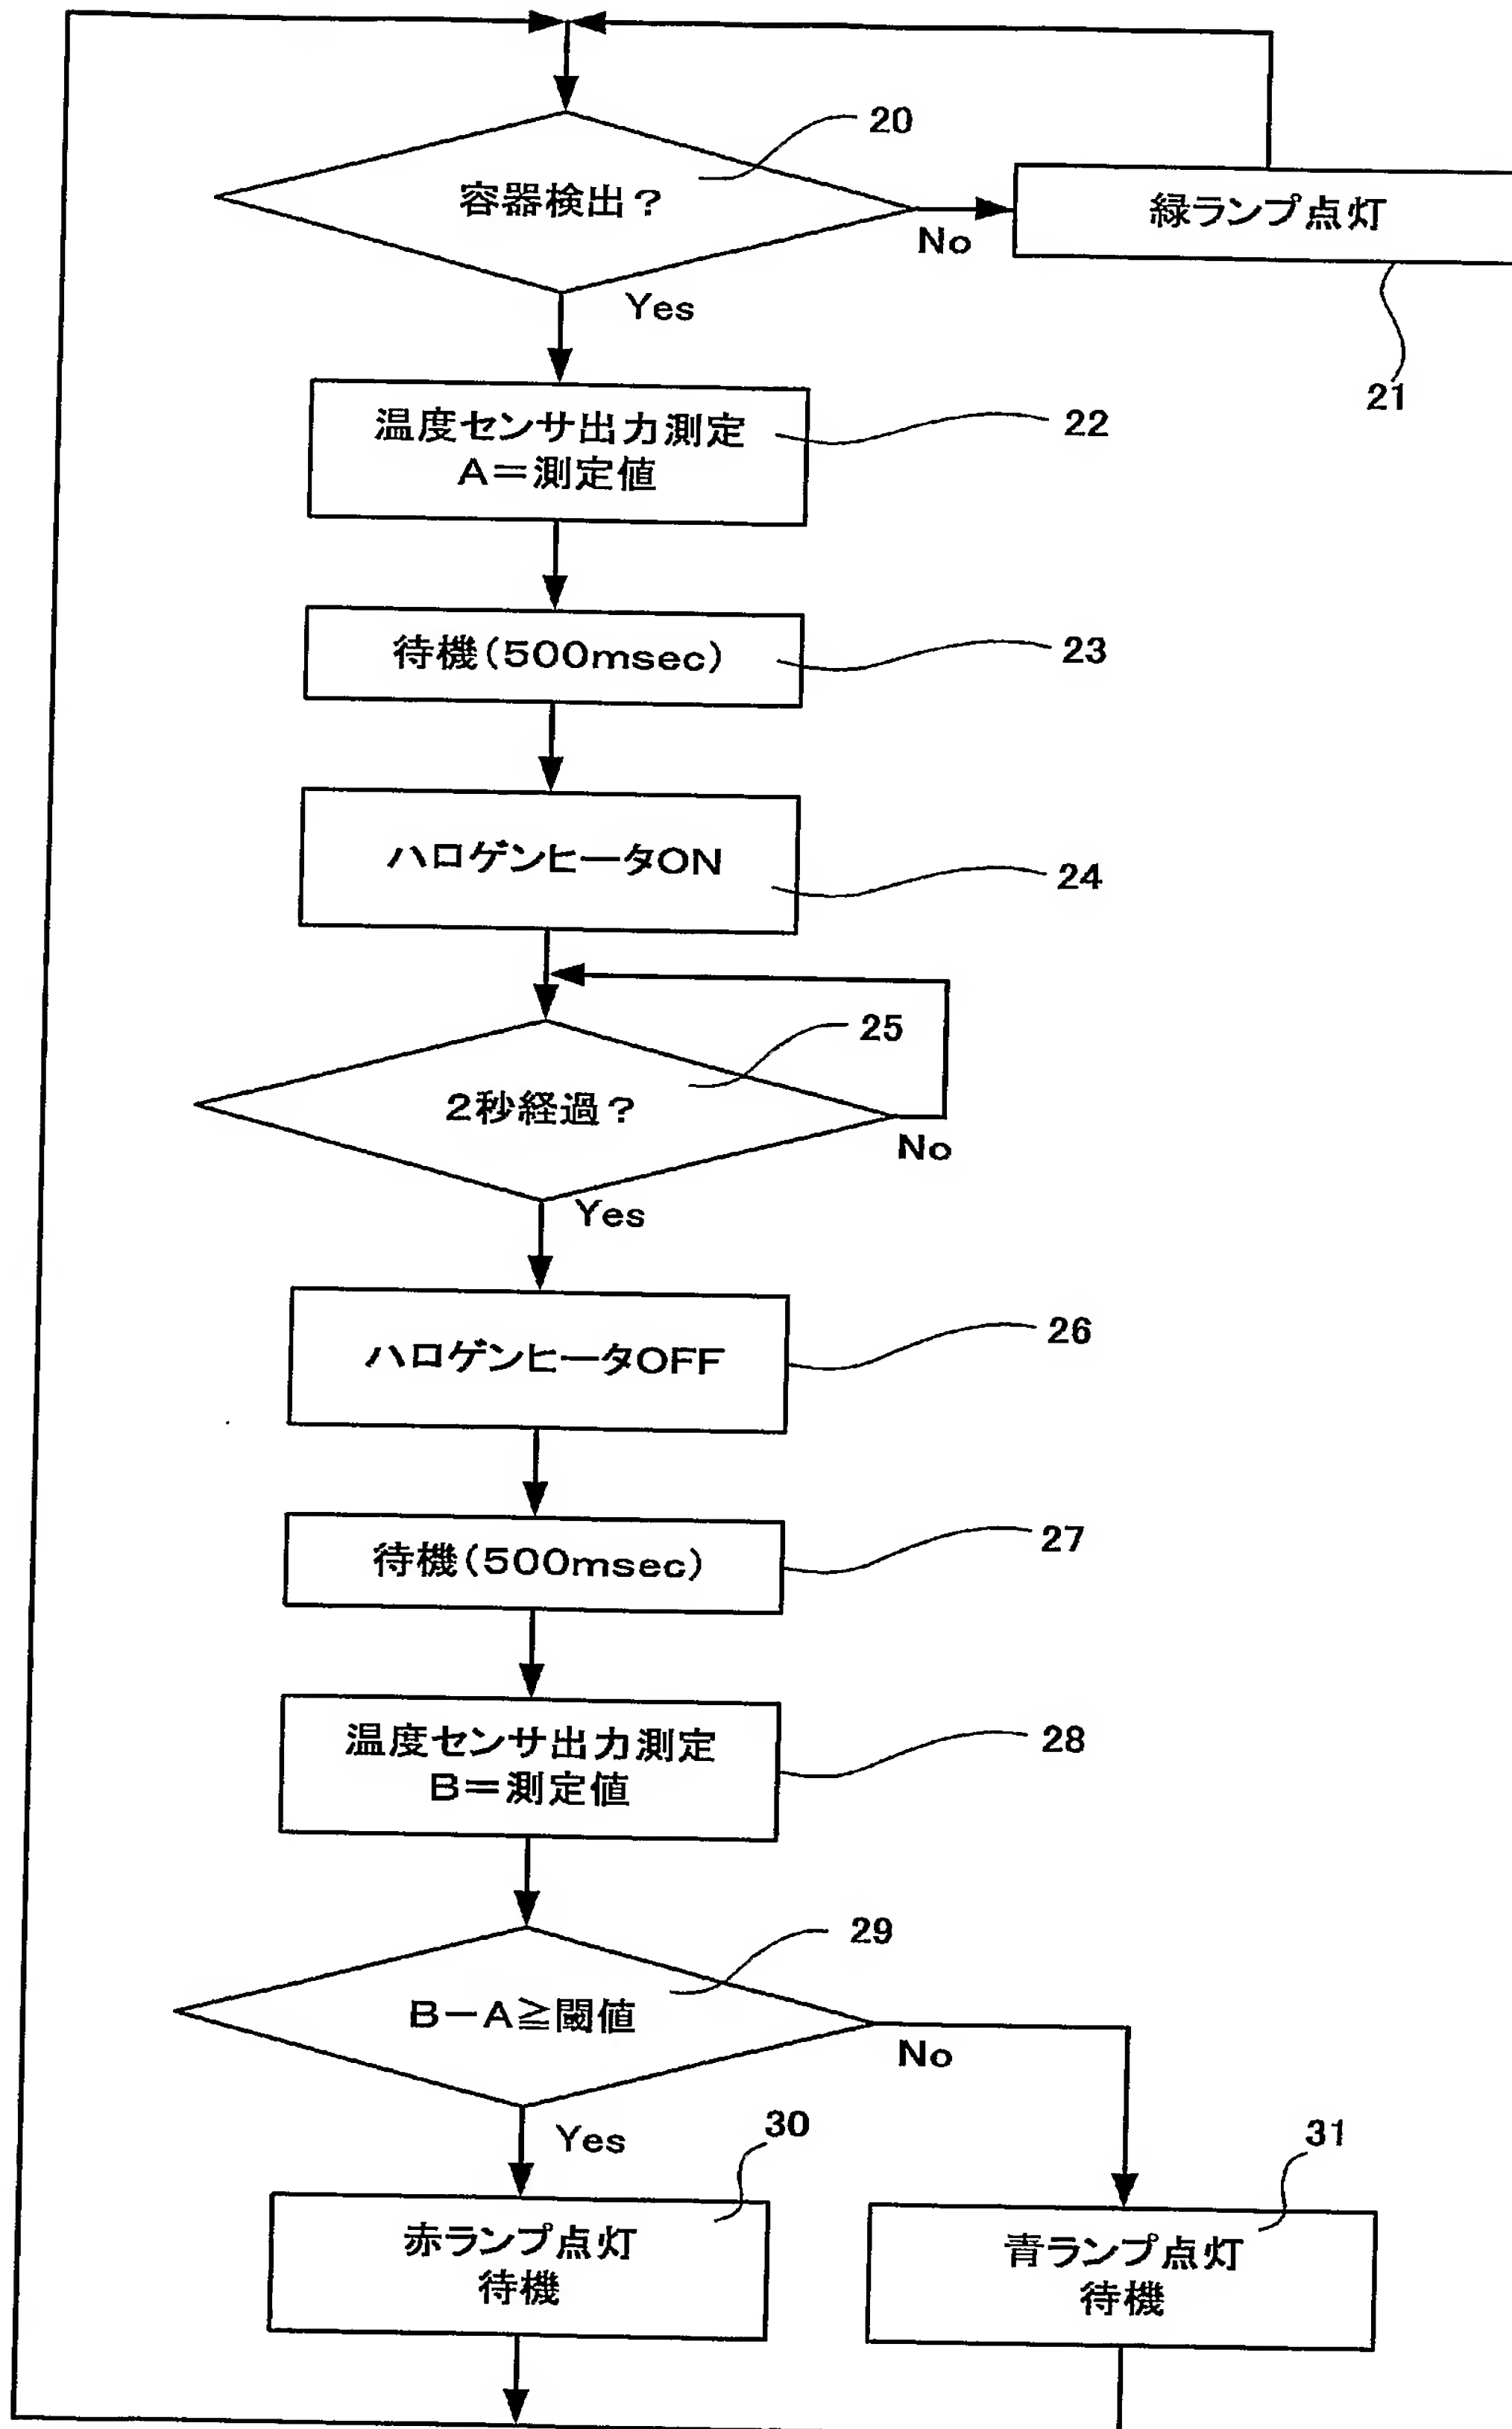 20
容器検出？
No
緑ランプ点灯
21
Yes
温度センサ出力測定
A＝測定値
22
待機（500msec）
23
ハロゲンヒータON
24
25
2秒経過？
No
Yes
ハロゲンヒータOFF
26
待機（500msec）
27
温度センサ出力測定
B＝測定値
28
29
B－A≧閾値
No
Yes
30
31
赤ランプ点灯
待機
青ランプ点灯
待機